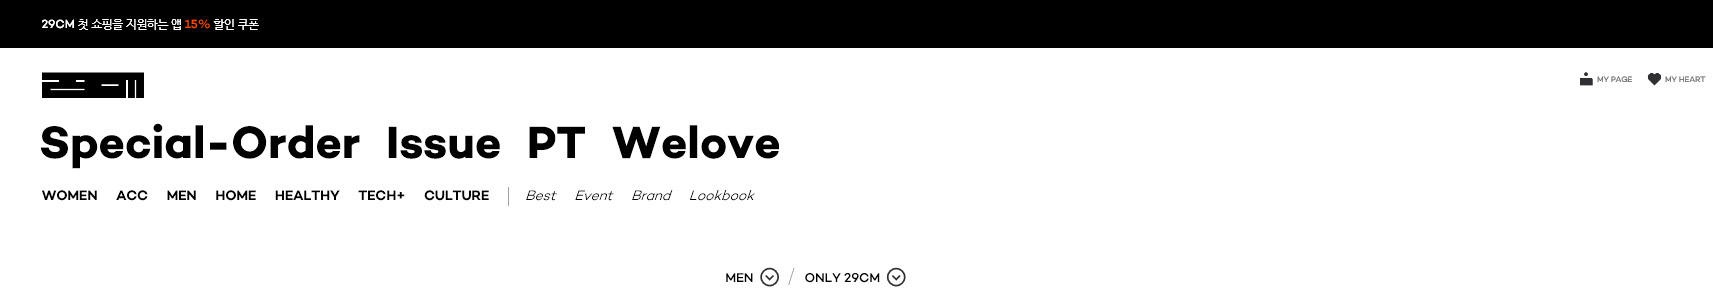 29CM 첫 쇼핑을 지원하는 앱 15% 할인 쿠폰
MY PAGE MY HEART
Special-Order Issue PT Welove
WOMEN ACC MEN HOME HEALTHY TECH+ CULTURE Best Event Brand Lookbook
MEN / ONLY 29CM